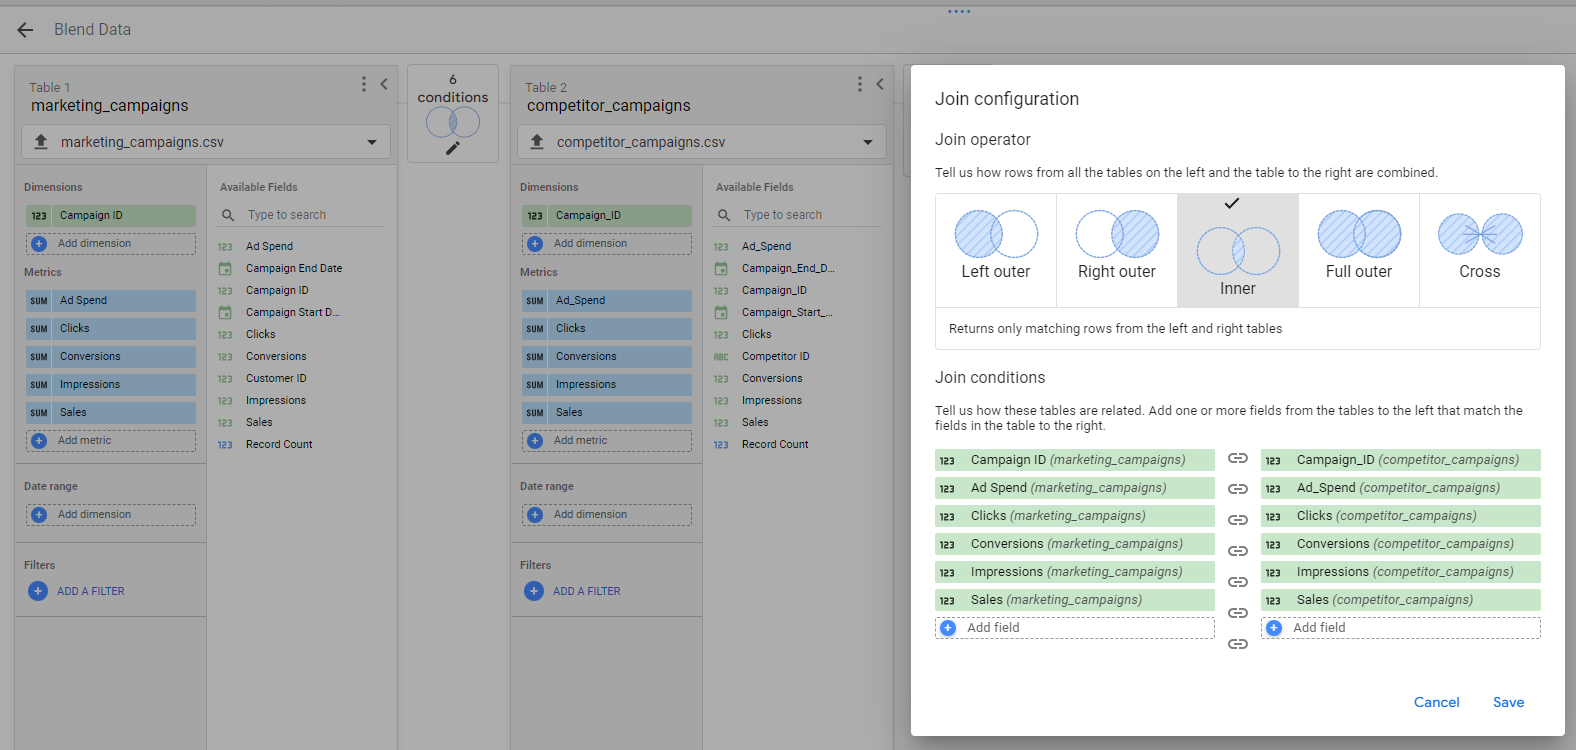 Blend Data
Table 1
marketing_campaigns
marketing_campaigns.csv
Dimensions
123 Campaign ID
Add dimension
Metrics
SUM Ad Spend
SUM Clicks
SUM Conversions
SUM Impressions
SUM Sales
Add metric
Date range
Add dimension
Filters
ADD A FILTER
Available Fields
Type to search
123 Ad Spend
Campaign End Date
123 Campaign ID
Campaign Start D...
123 Clicks
123 Conversions
123 Customer ID
123 Impressions
123 Sales
123 Record Count
6
conditions
Table 2
competitor_campaigns
competitor_campaigns.csv
Dimensions
123 Campaign_ID
Add dimension
Metrics
SUM Ad_Spend
SUM Clicks
SUM Conversions
SUM Impressions
SUM Sales
Add metric
Date range
Add dimension
Filters
ADD A FILTER
Available Fields
Type to search
123 Ad_Spend
Campaign_End_D...
123 Campaign_ID
Campaign_Start_...
123 Clicks
ABC Competitor ID
123 Conversions
123 Impressions
123 Sales
123 Record Count
Join configuration
Join operator
Tell us how rows from all the tables on the left and the table to the right are combined.
Left outer
Right outer
Inner
Full outer
Cross
Returns only matching rows from the left and right tables
Join conditions
Tell us how these tables are related. Add one or more fields from the tables to the left that match the
fields in the table to the right.
123 Campaign ID (marketing_campaigns) 123 Campaign_ID (competitor_campaigns)
123 Ad Spend (marketing_campaigns) 123 Ad_Spend (competitor_campaigns)
123 Clicks (marketing_campaigns) 123 Clicks (competitor_campaigns)
123 Conversions (marketing_campaigns) 123 Conversions (competitor_campaigns)
123 Impressions (marketing_campaigns) 123 Impressions (competitor_campaigns)
123 Sales (marketing_campaigns) 123 Sales (competitor_campaigns)
Add field Add field
Cancel Save